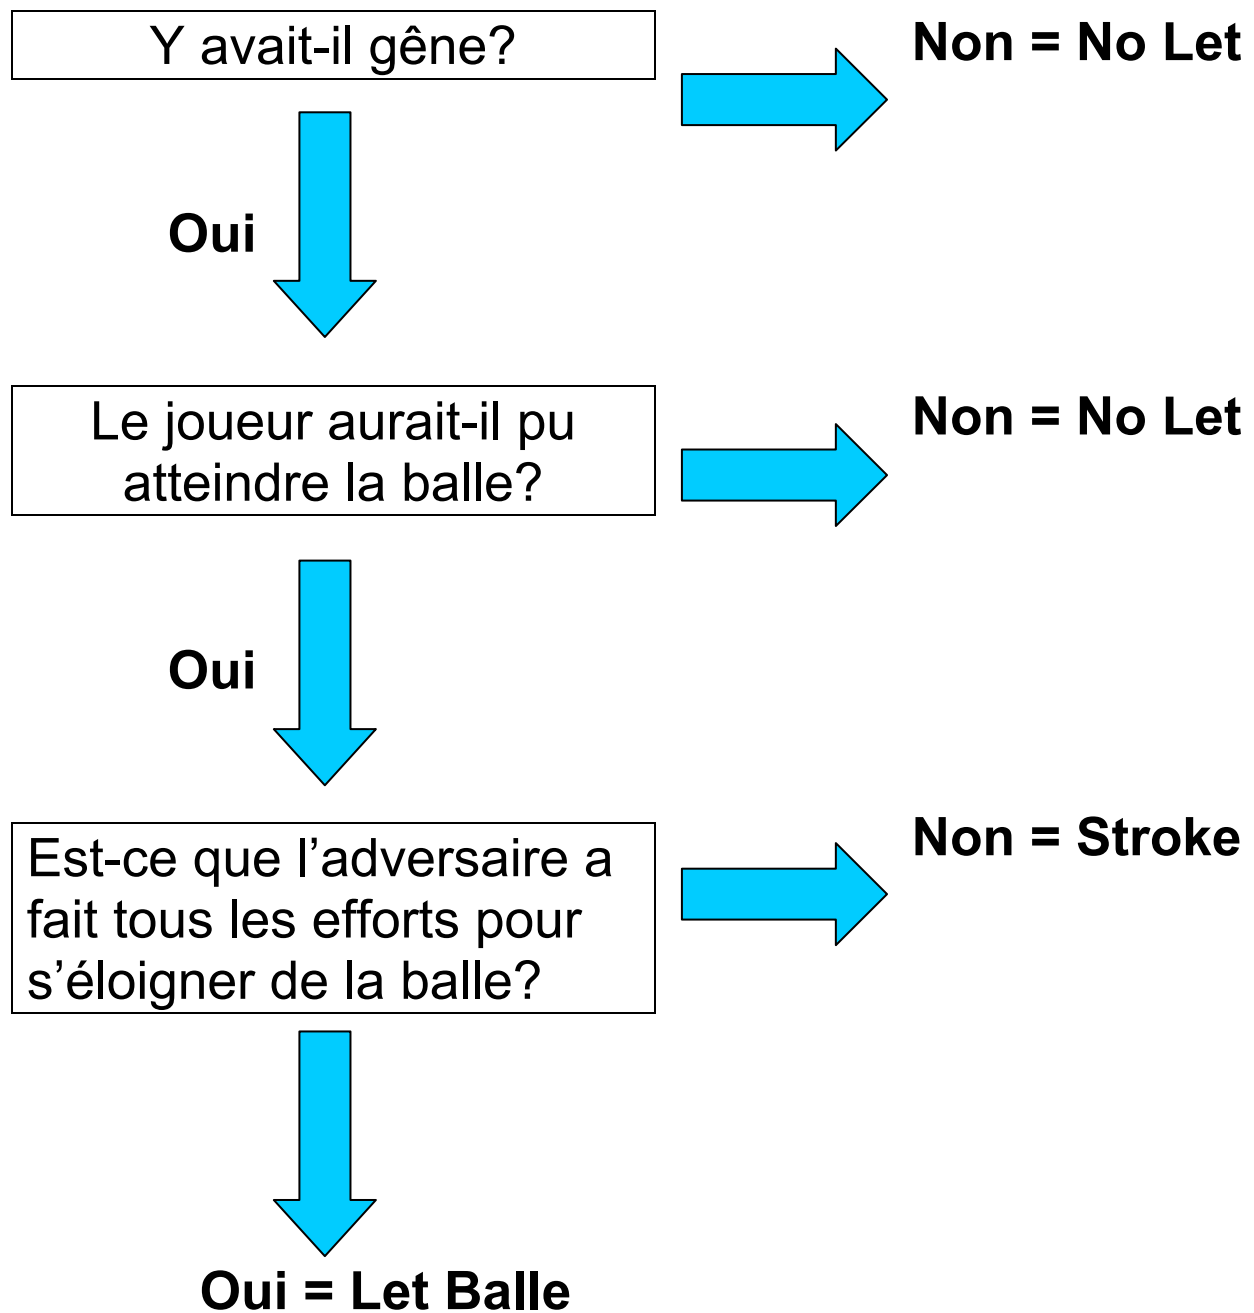 Y avait-il gêne?
Non = No Let
Oui
Le joueur aurait-il pu
atteindre la balle?
Non = No Let
Oui
Est-ce que l’adversaire a
fait tous les efforts pour
s’éloigner de la balle?
Non = Stroke
Oui = Let Balle